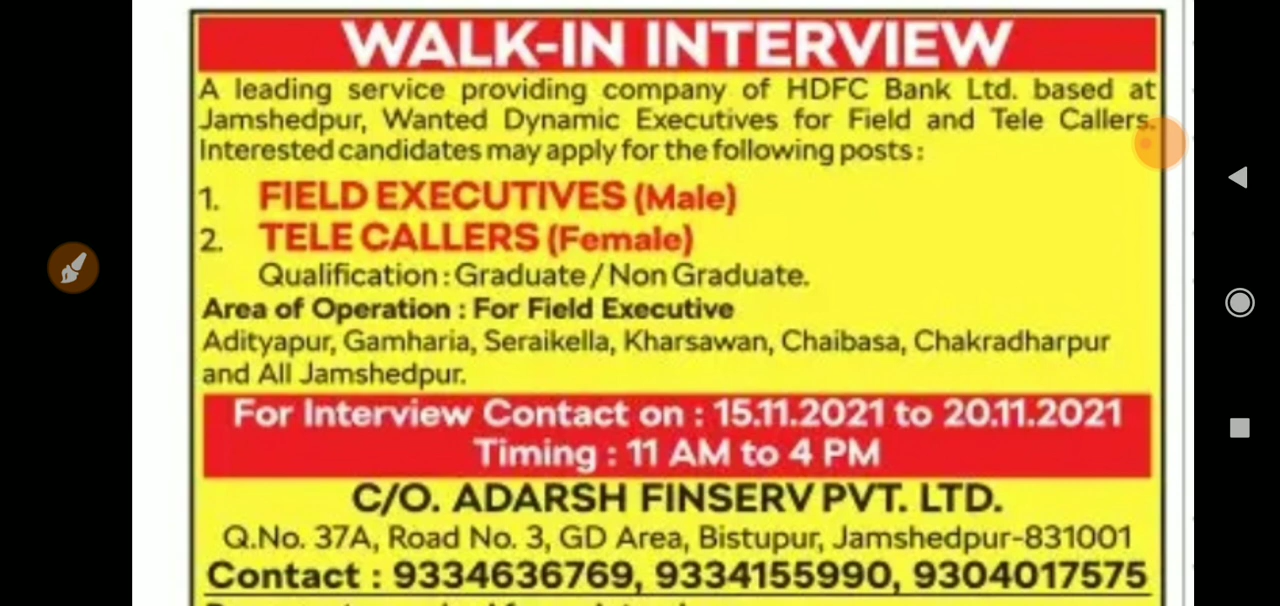 WALK-IN INTERVIEW
A leading service providing company of HDFC Bank Ltd. based at
Jamshedpur, Wanted Dynamic Executives for Field and Tele Callers.
Interested candidates may apply for the following posts :
1. FIELD EXECUTIVES (Male)
2. TELE CALLERS (Female)
Qualification : Graduate / Non Graduate.
Area of Operation : For Field Executive
Adityapur, Gamharia, Seraikella, Kharsawan, Chaibasa, Chakradharpur
and All Jamshedpur.
For Interview Contact on : 15.11.2021 to 20.11.2021
Timing : 11 AM to 4 PM
C/O. ADARSH FINSERV PVT. LTD.
Q.No. 37A, Road No. 3, GD Area, Bistupur, Jamshedpur-831001
Contact : 9334636769, 9334155990, 9304017575